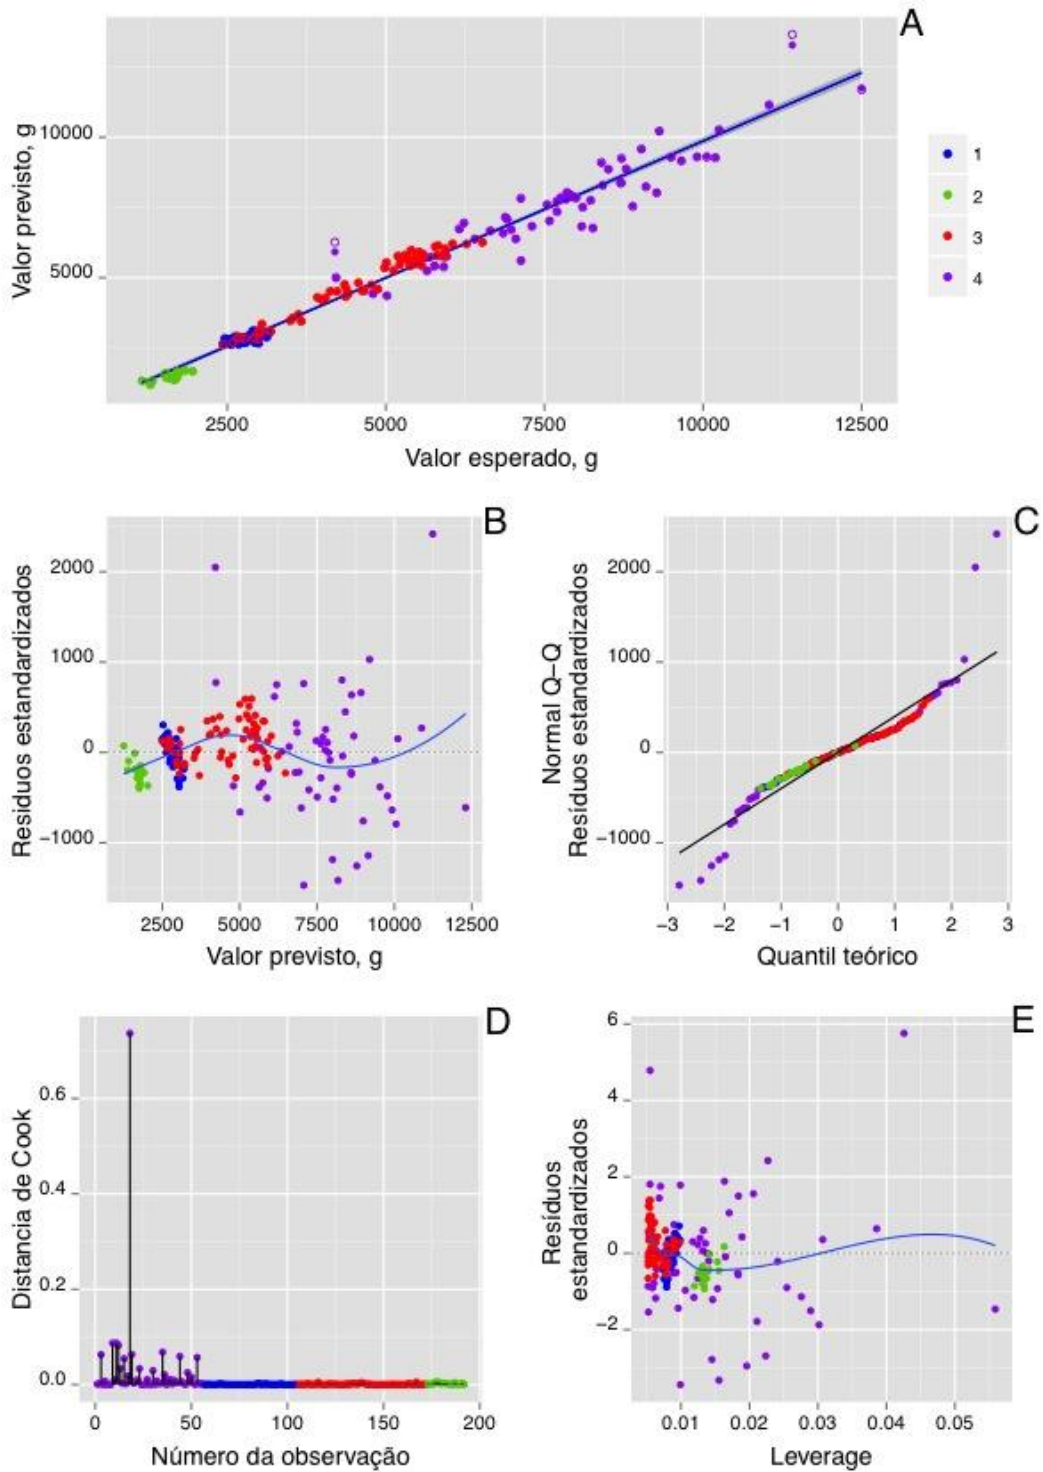 A
Valor previsto, g
10000
5000
2500
5000
7500
10000
12500
Valor esperado, g
1
2
3
4
B
Residuos estandardizados
2000
1000
0
−1000
2500
5000
7500
10000
12500
Valor previsto, g
C
Normal Q−Q
Resíduos estandardizados
2000
1000
0
−1000
−3
−2
−1
0
1
2
3
Quantil teórico
D
Distancia de Cook
0.6
0.4
0.2
0.0
0
50
100
150
200
Número da observação
E
Resíduos
estandardizados
6
4
2
0
−2
0.01
0.02
0.03
0.04
0.05
Leverage